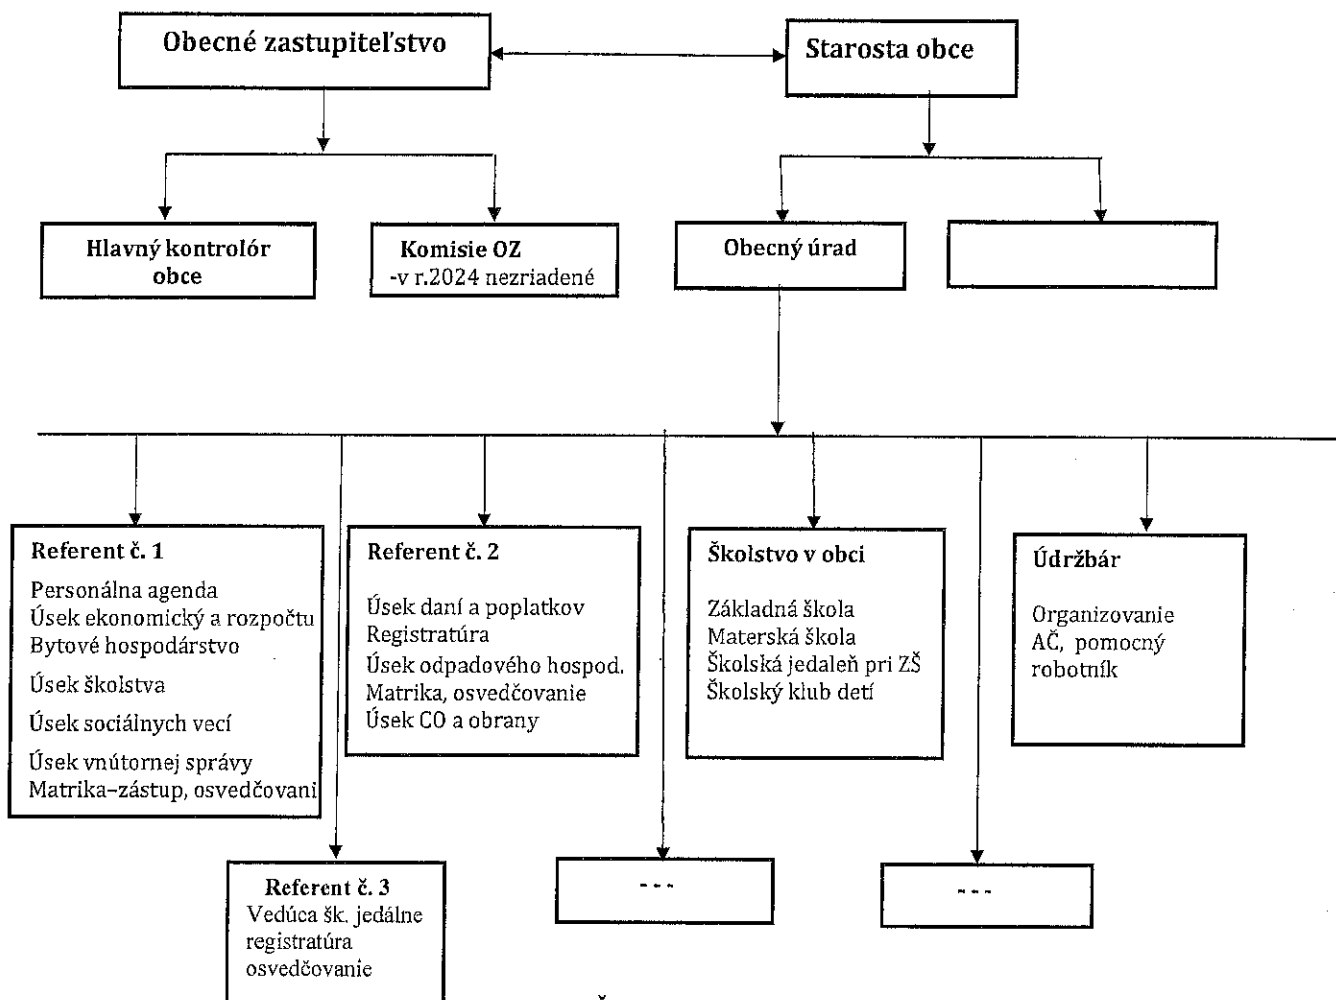 Obecné zastupiteľstvo
Starosta obce
Hlavný kontrolór
obce
Komisie OZ
-v r.2024 nezriadené
Obecný úrad
Referent č. 1
Personálna agenda
Úsek ekonomický a rozpočtu
Bytové hospodárstvo
Úsek školstva
Úsek sociálnych vecí
Úsek vnútornej správy
Matrika–zástup, osvedčovani
Referent č. 2
Úsek daní a poplatkov
Registratúra
Úsek odpadového hospod.
Matrika, osvedčovanie
Úsek CO a obrany
Školstvo v obci
Základná škola
Materská škola
Školská jedaleň pri ZŠ
Školský klub detí
Údržbár
Organizovanie
AČ, pomocný
robotník
Referent č. 3
Vedúca šk. jedálne
registratúra
osvedčovanie
- - -
- - -